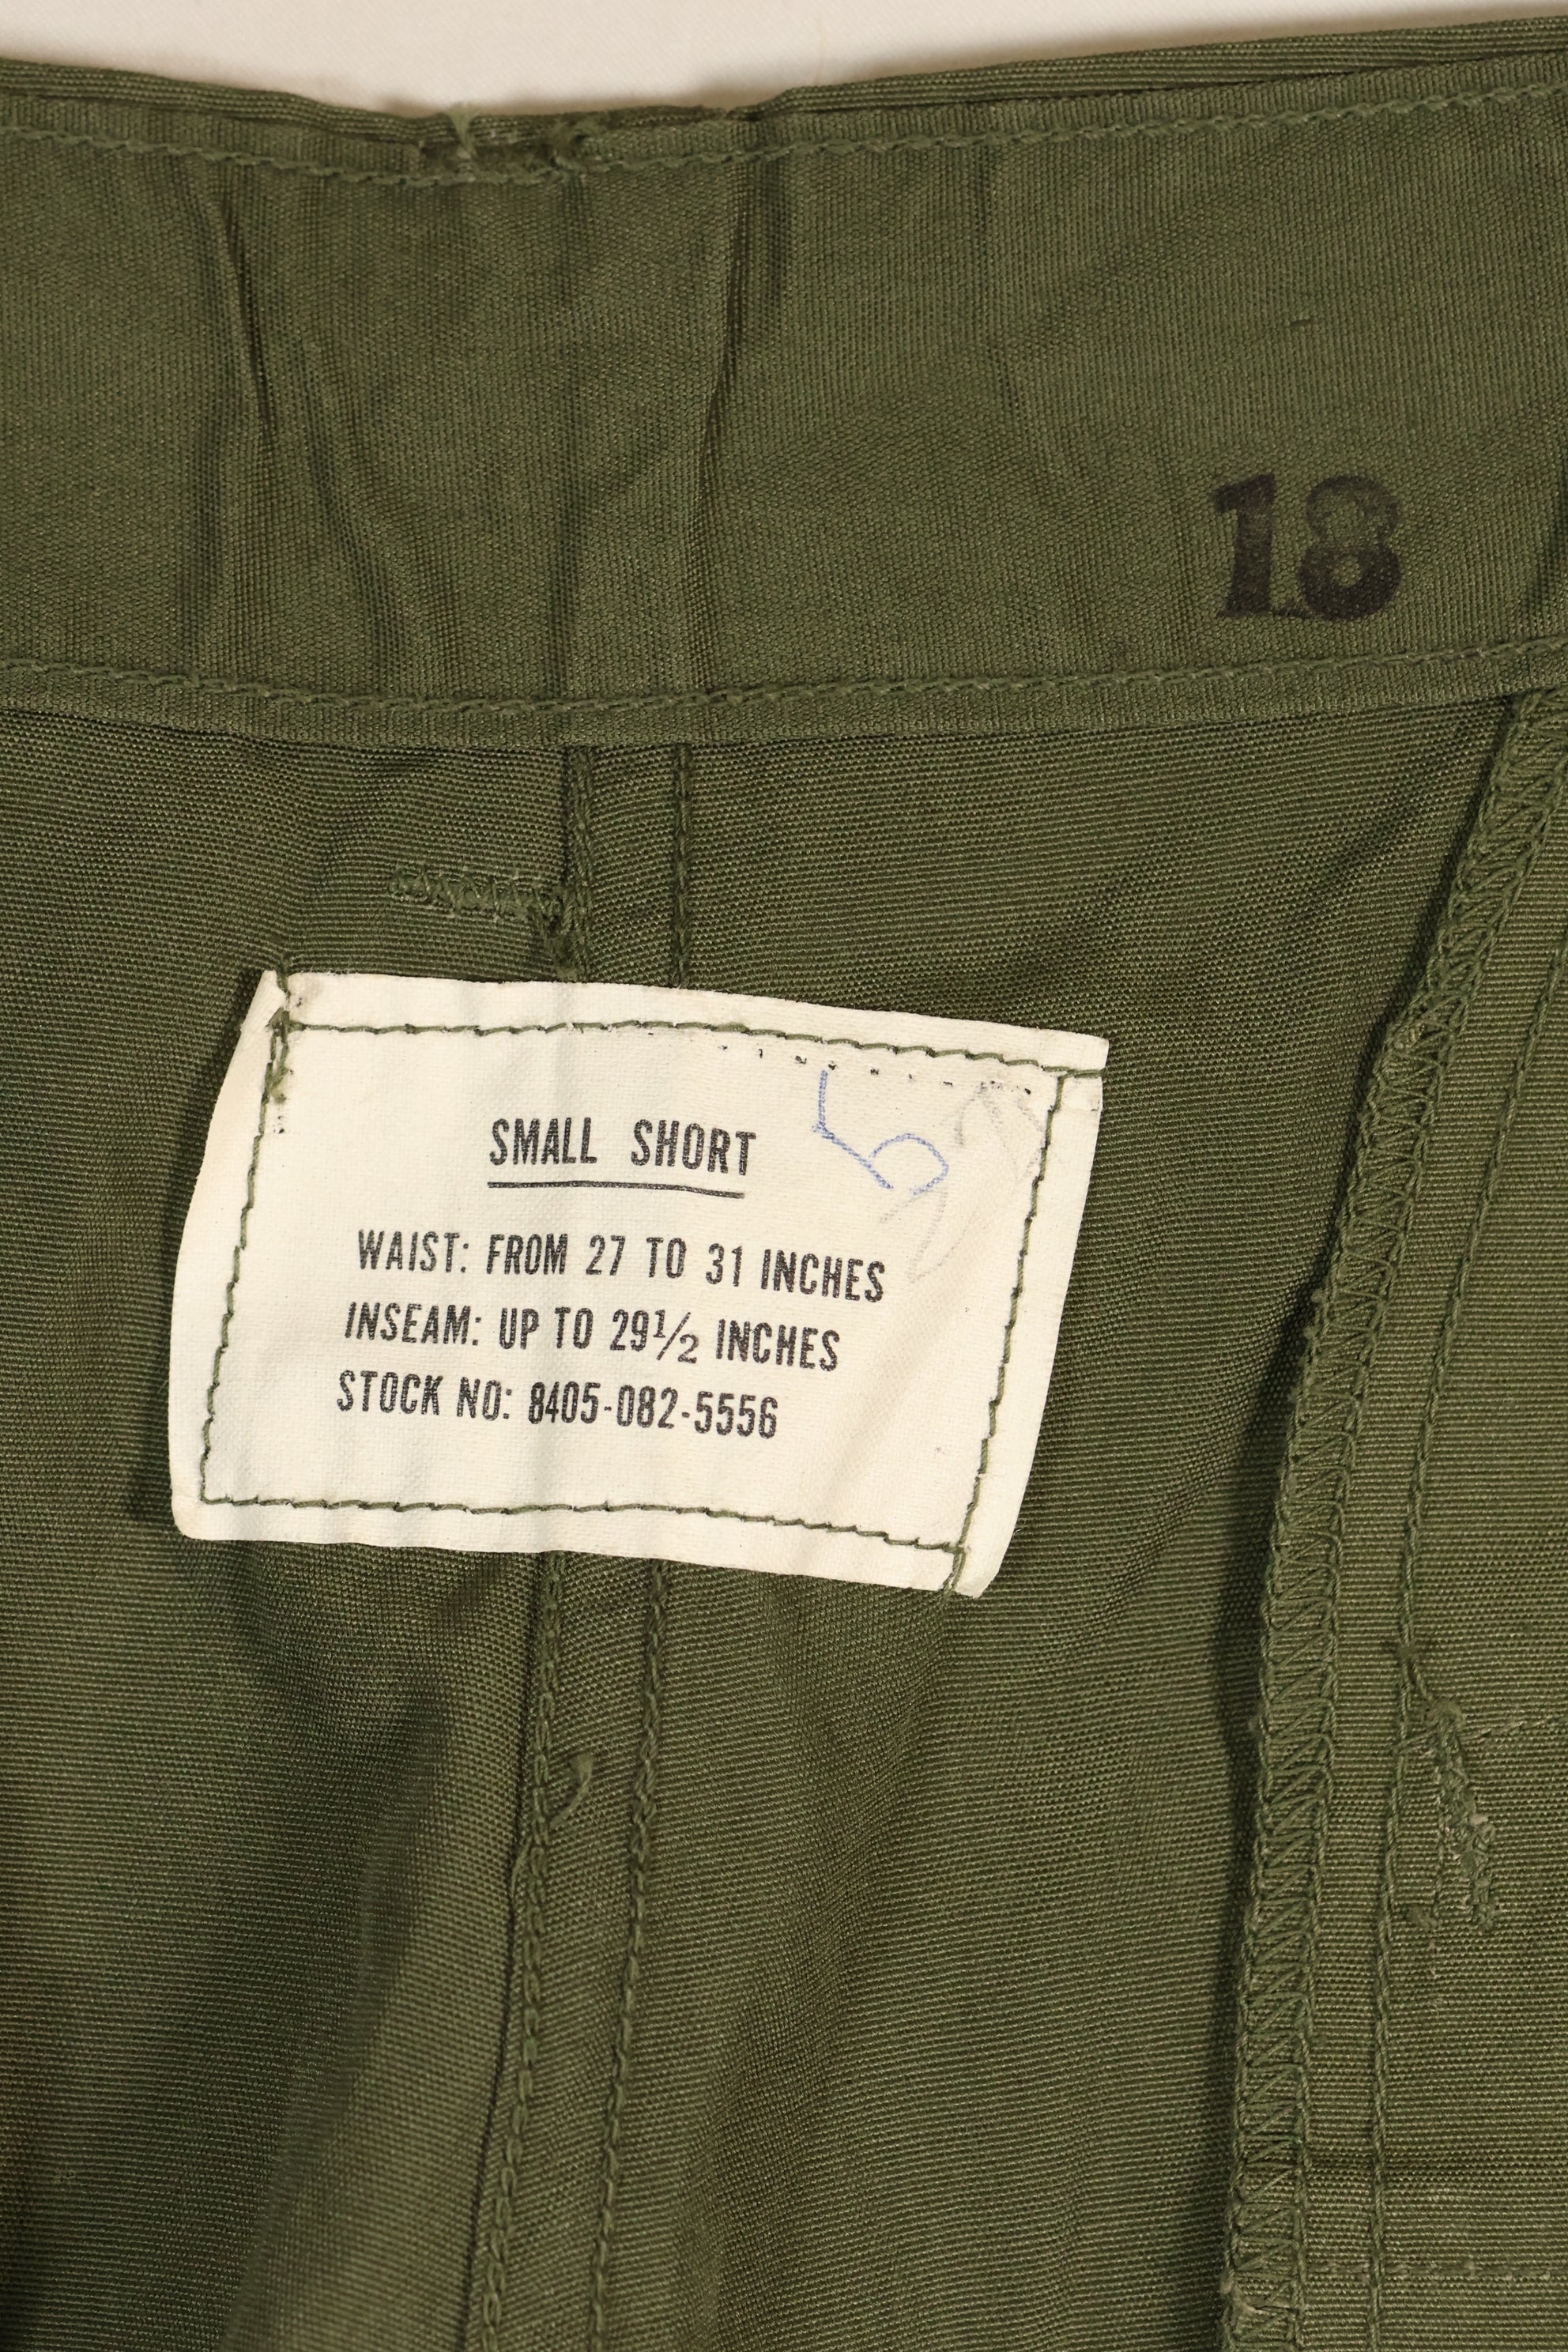 18
SMALL SHORT
WAIST: FROM 27 TO 31 INCHES
INSEAM: UP TO 29½ INCHES
STOCK NO: 8405-082-5556